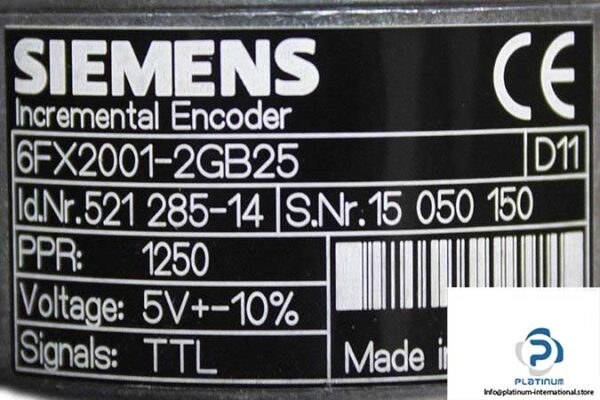 SIEMENS
CE
Incremental Encoder
6FX2001-2GB25 D11
Id.Nr.521 285-14 S.Nr.15 050 150
PPR: 1250
Voltage: 5V+-10%
Signals: TTL
Made in
PLATINUM
Info@platinum-international.store